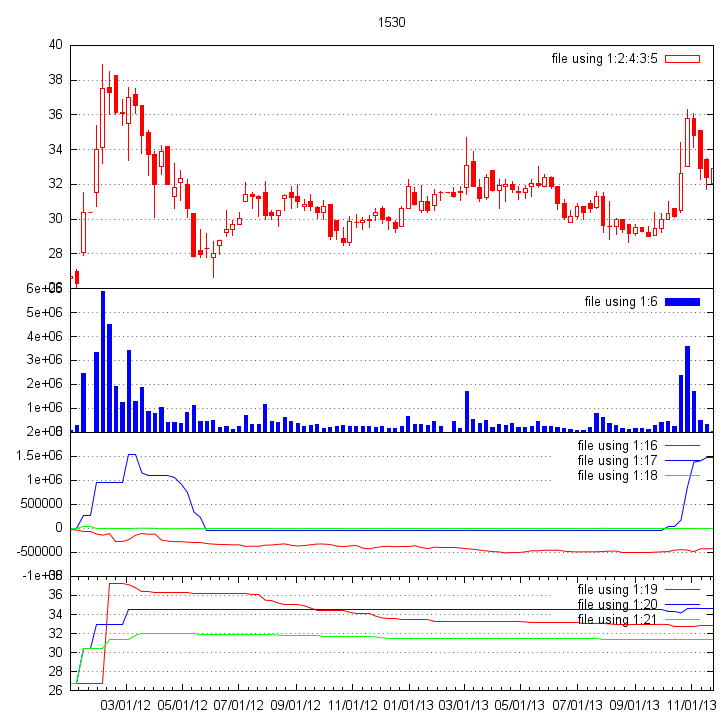 1530
40
file using 1:2:4:3:5
38
36
34
32
30
28
6e+06
file using 1:6
5e+06
4e+06
3e+06
2e+06
1e+06
file using 1:16
1.5e+06
file using 1:17
1e+06
file using 1:18
500000
0
-500000
-1e+06
36
file using 1:19
34
file using 1:20
32
file using 1:21
30
28
26
03/01/12 05/01/12 07/01/12 09/01/12 11/01/12 01/01/13 03/01/13 05/01/13 07/01/13 09/01/13 11/01/13